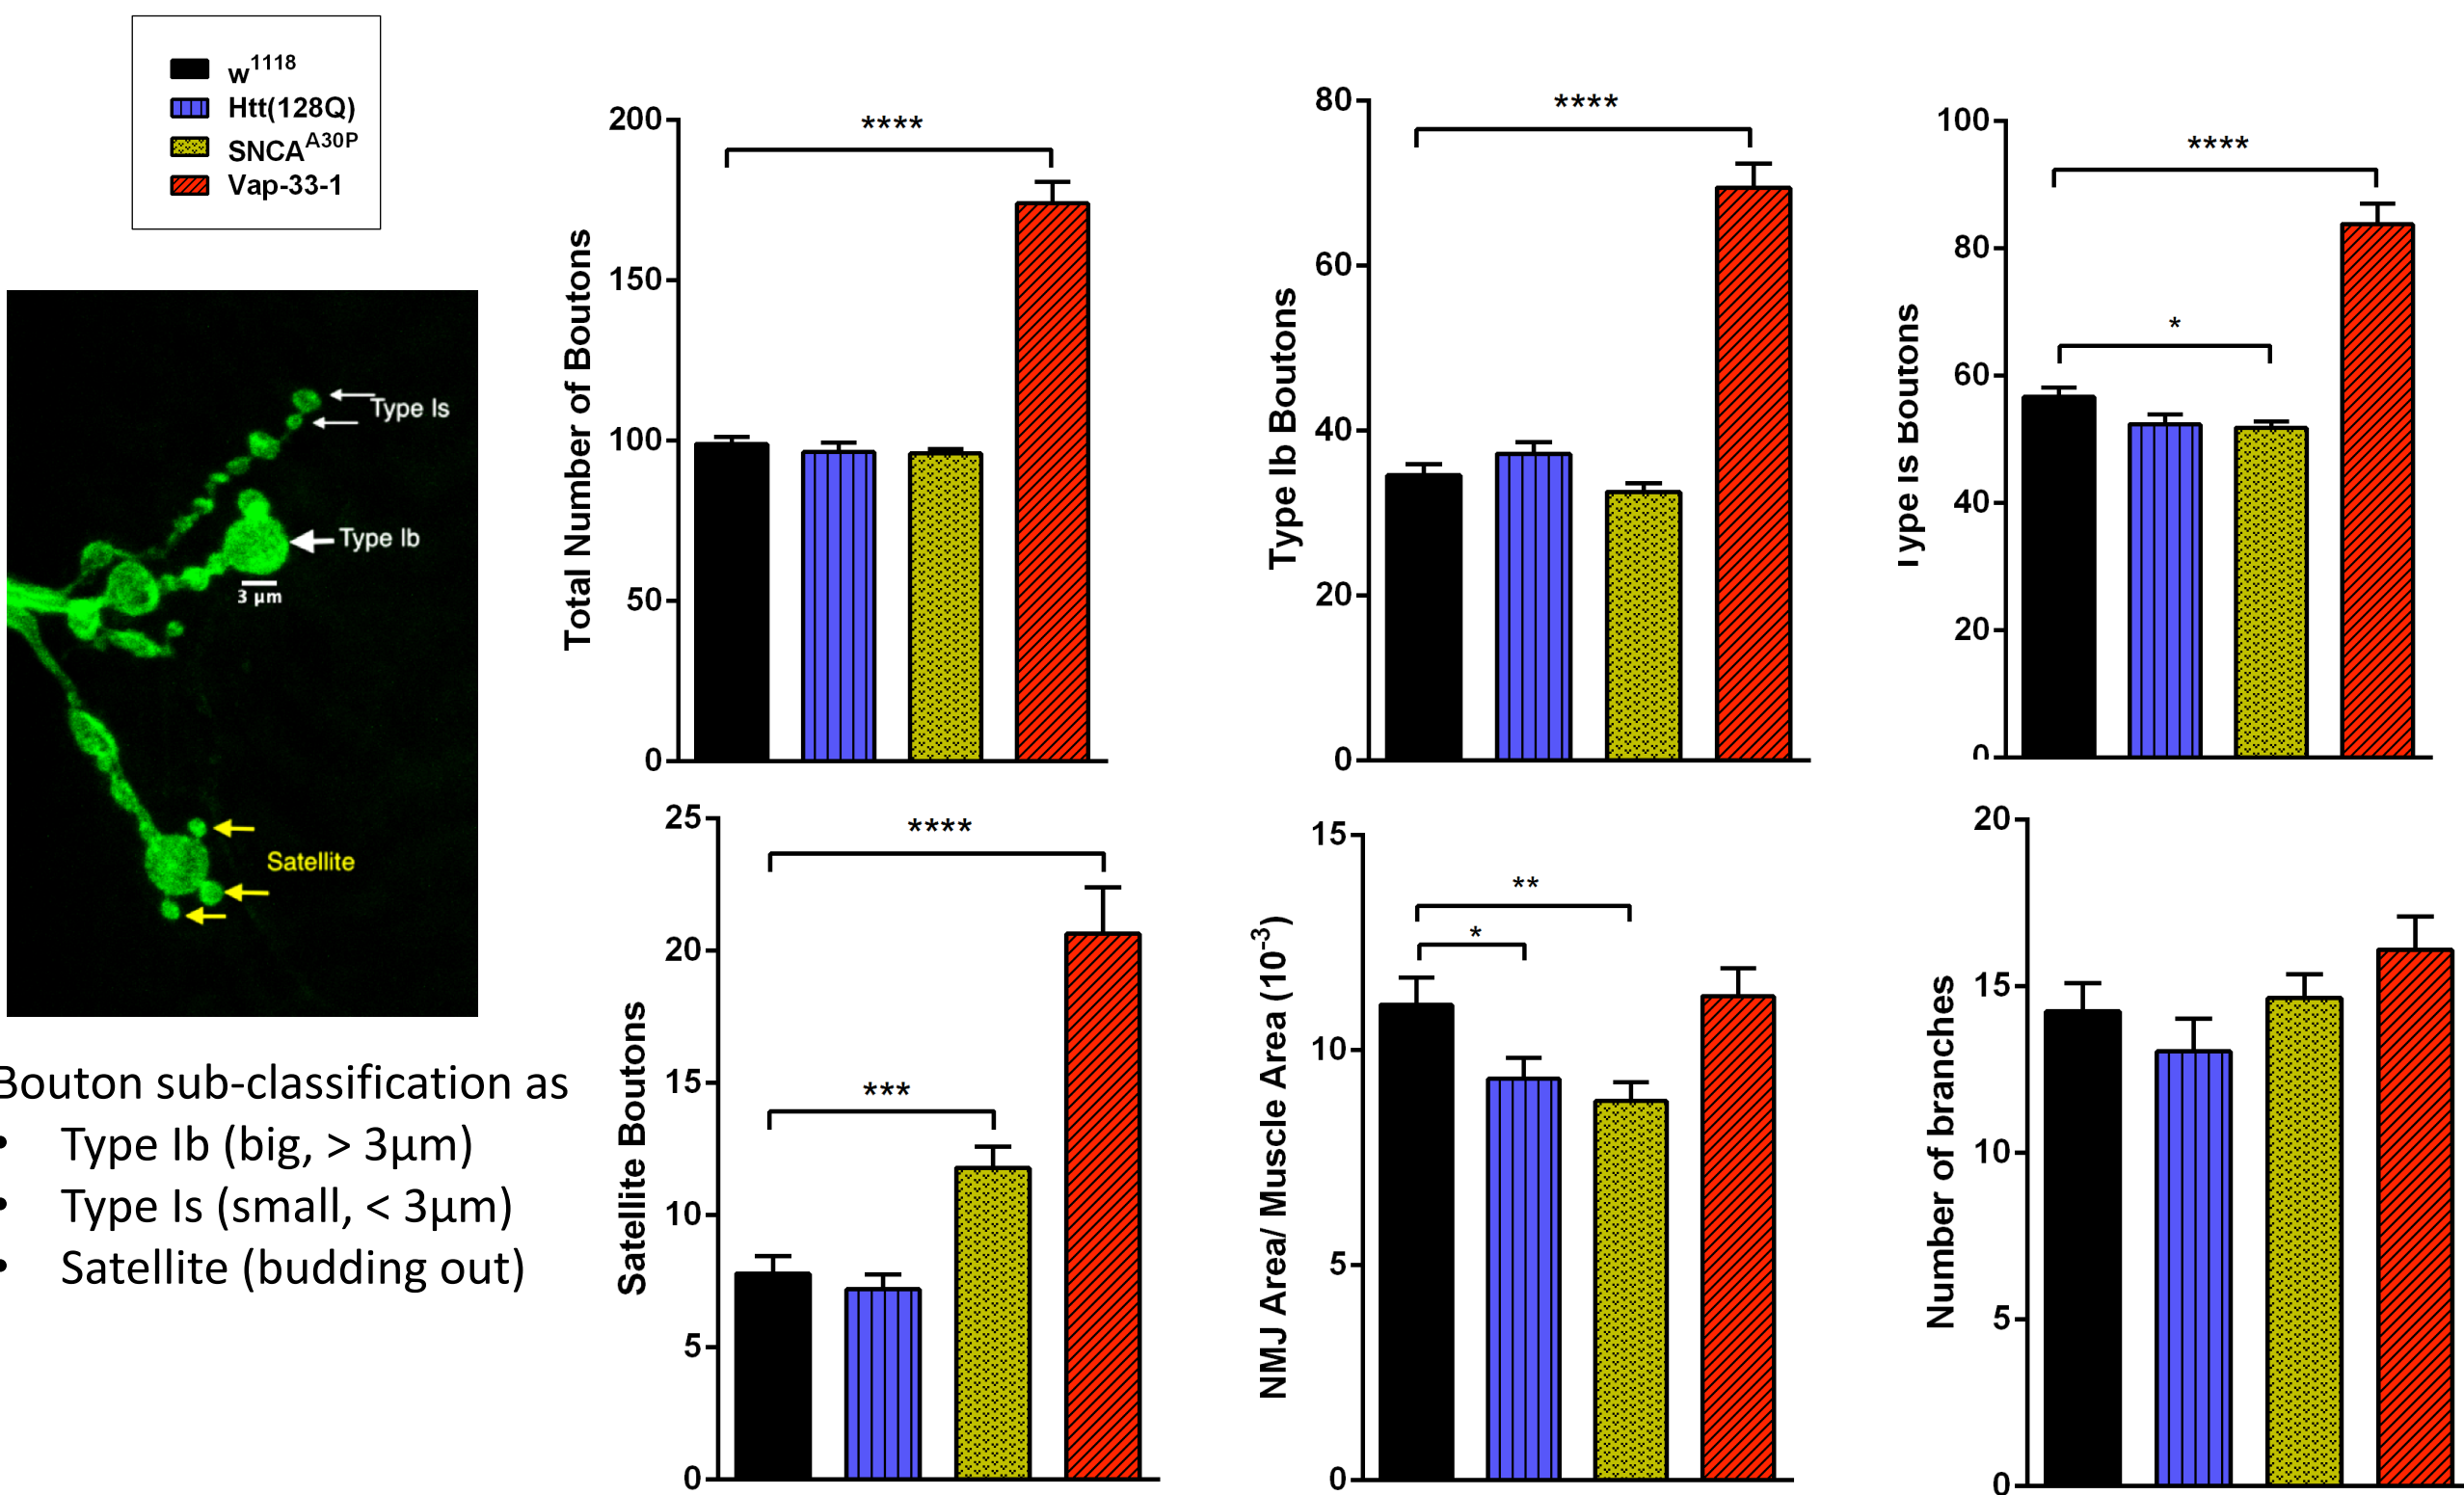 w1118
Htt(128Q)
SNCAA30P
Vap-33-1
Type Is
Type Ib
3 µm
Satellite
Bouton sub-classification as
• Type Ib (big, > 3µm)
• Type Is (small, < 3µm)
• Satellite (budding out)
Total Number of Boutons
200
150
100
50
0
****
Type Ib Boutons
80
60
40
20
0
****
Type Is Boutons
100
80
60
40
20
0
****
*
Satellite Boutons
25
20
15
10
5
0
****
***
NMJ Area/ Muscle Area (10-3)
15
10
5
0
**
*
Number of branches
20
15
10
5
0